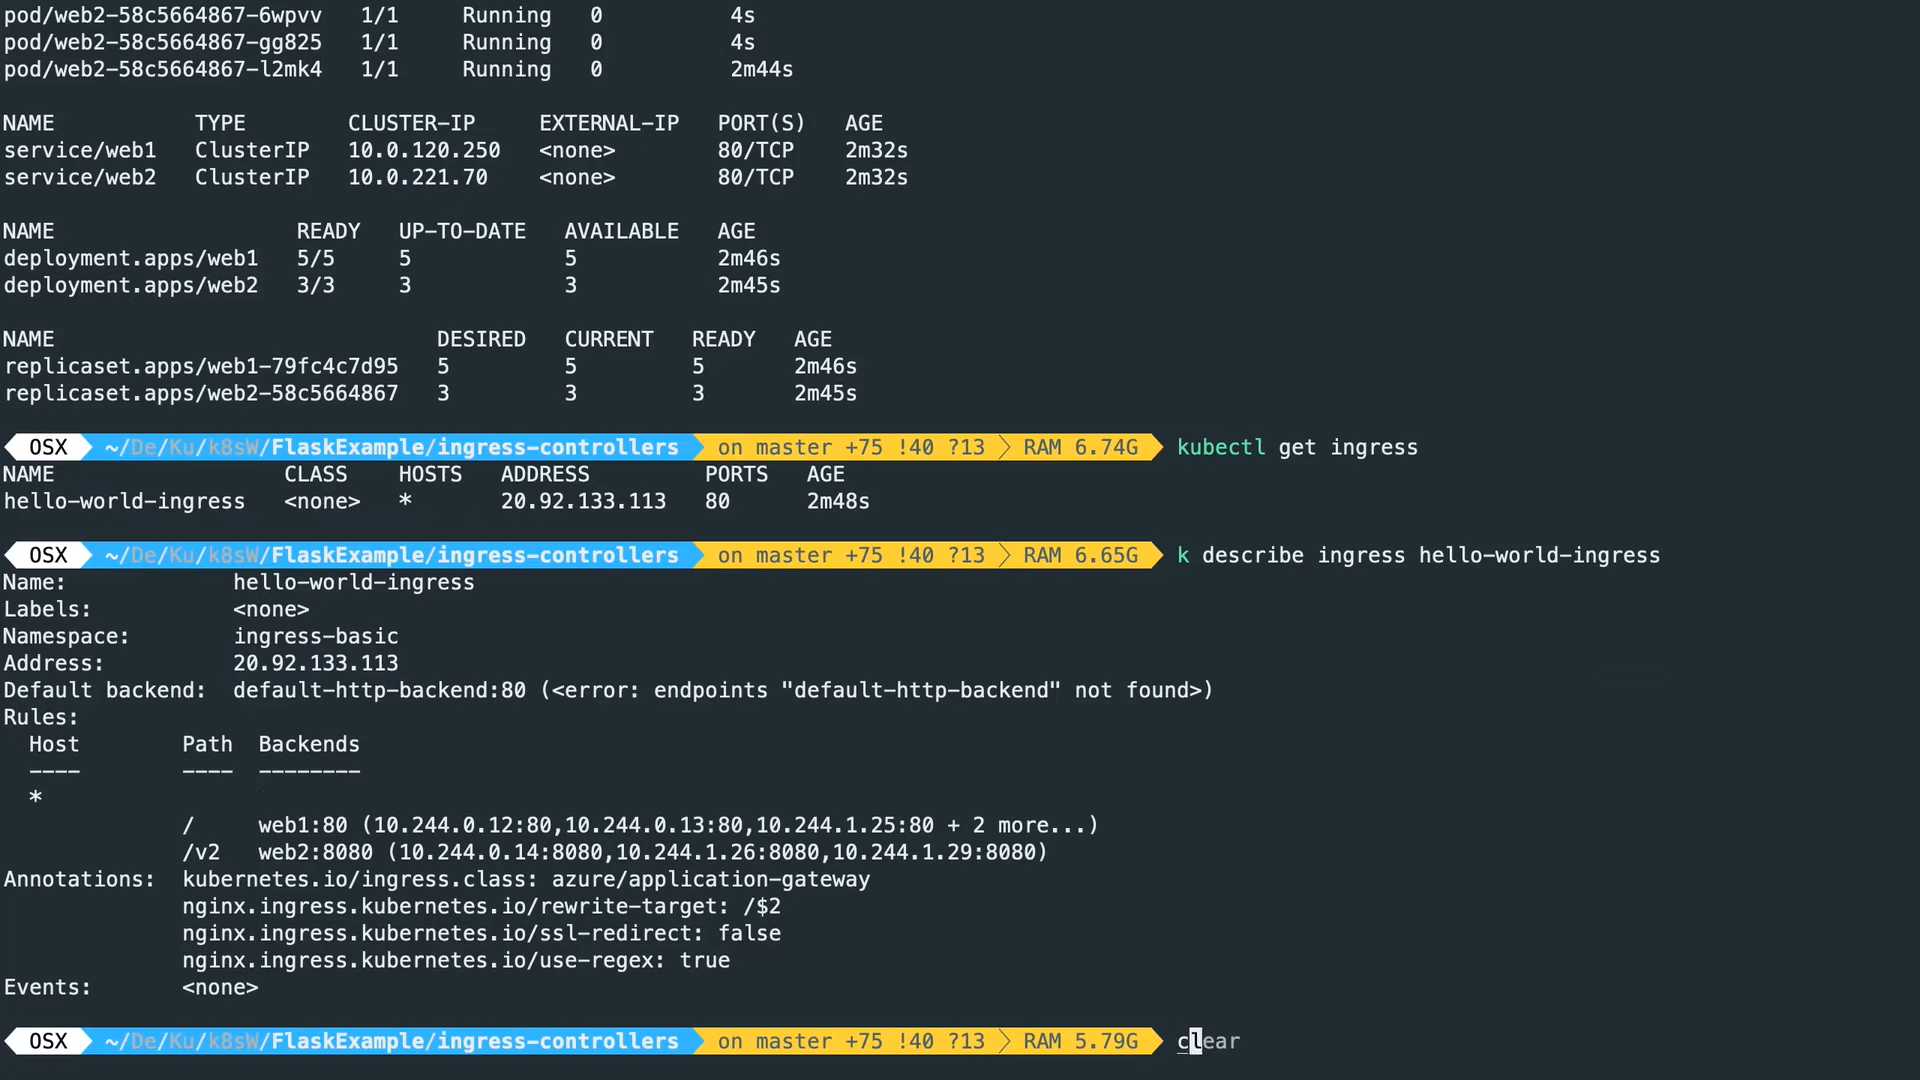 pod/web2-58c5664867-6wpvv   1/1     Running   0          4s
pod/web2-58c5664867-gg825   1/1     Running   0          4s
pod/web2-58c5664867-l2mk4   1/1     Running   0          2m44s
NAME           TYPE        CLUSTER-IP     EXTERNAL-IP   PORT(S)   AGE
service/web1   ClusterIP   10.0.120.250   <none>        80/TCP    2m32s
service/web2   ClusterIP   10.0.221.70    <none>        80/TCP    2m32s
NAME                   READY   UP-TO-DATE   AVAILABLE   AGE
deployment.apps/web1   5/5     5            5           2m46s
deployment.apps/web2   3/3     3            3           2m45s
NAME                              DESIRED   CURRENT   READY   AGE
replicaset.apps/web1-79fc4c7d95   5         5         5       2m46s
replicaset.apps/web2-58c5664867   3         3         3       2m45s
OSX ~/De/Ku/k8sW/FlaskExample/ingress-controllers on master +75 !40 ?13 RAM 6.74G kubectl get ingress
NAME                  CLASS    HOSTS   ADDRESS         PORTS   AGE
hello-world-ingress   <none>   *       20.92.133.113   80      2m48s
OSX ~/De/Ku/k8sW/FlaskExample/ingress-controllers on master +75 !40 ?13 RAM 6.65G k describe ingress hello-world-ingress
Name:             hello-world-ingress
Labels:           <none>
Namespace:        ingress-basic
Address:          20.92.133.113
Default backend:  default-http-backend:80 (<error: endpoints "default-http-backend" not found>)
Rules:
  Host        Path  Backends
  ----        ----  --------
  *
              /     web1:80 (10.244.0.12:80,10.244.0.13:80,10.244.1.25:80 + 2 more...)
              /v2   web2:8080 (10.244.0.14:8080,10.244.1.26:8080,10.244.1.29:8080)
Annotations:  kubernetes.io/ingress.class: azure/application-gateway
              nginx.ingress.kubernetes.io/rewrite-target: /$2
              nginx.ingress.kubernetes.io/ssl-redirect: false
              nginx.ingress.kubernetes.io/use-regex: true
Events:       <none>
OSX ~/De/Ku/k8sW/FlaskExample/ingress-controllers on master +75 !40 ?13 RAM 5.79G clear